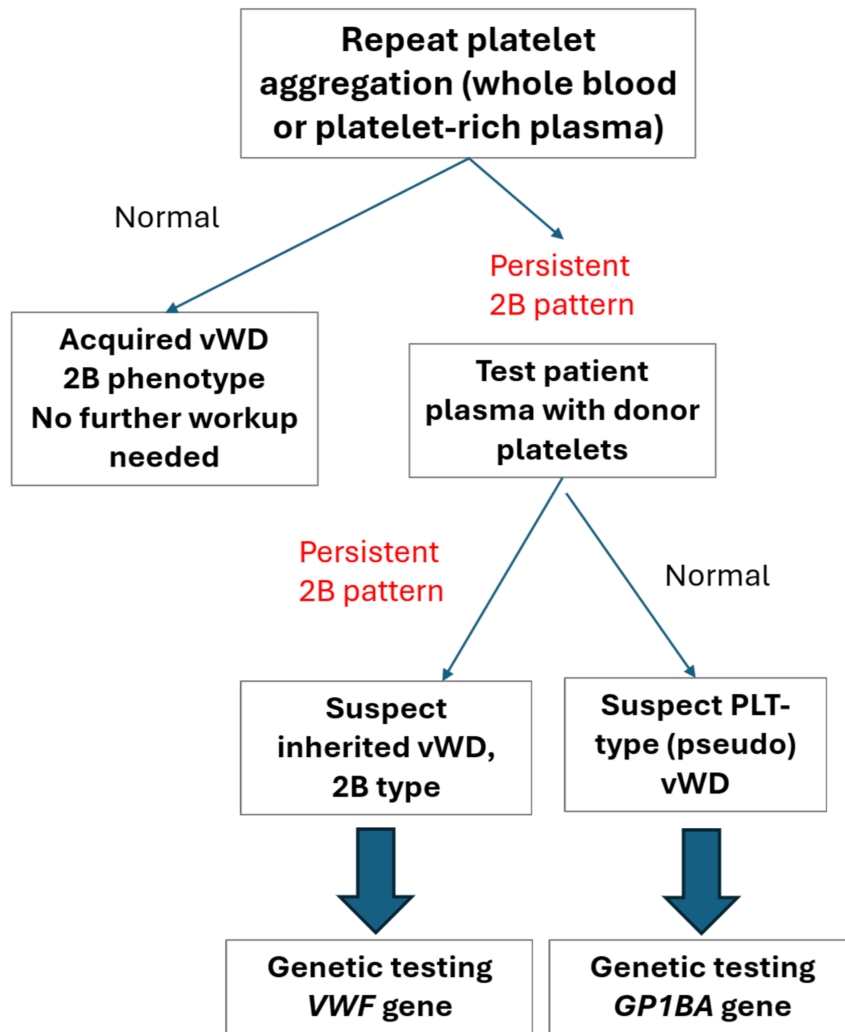 Repeat platelet
aggregation (whole blood
or platelet-rich plasma)
Normal
Persistent
2B pattern
Acquired vWD
2B phenotype
No further workup
needed
Test patient
plasma with donor
platelets
Persistent
2B pattern
Normal
Suspect
inherited vWD,
2B type
Suspect PLT-
type (pseudo)
vWD
Genetic testing
VWF gene
Genetic testing
GP1BA gene